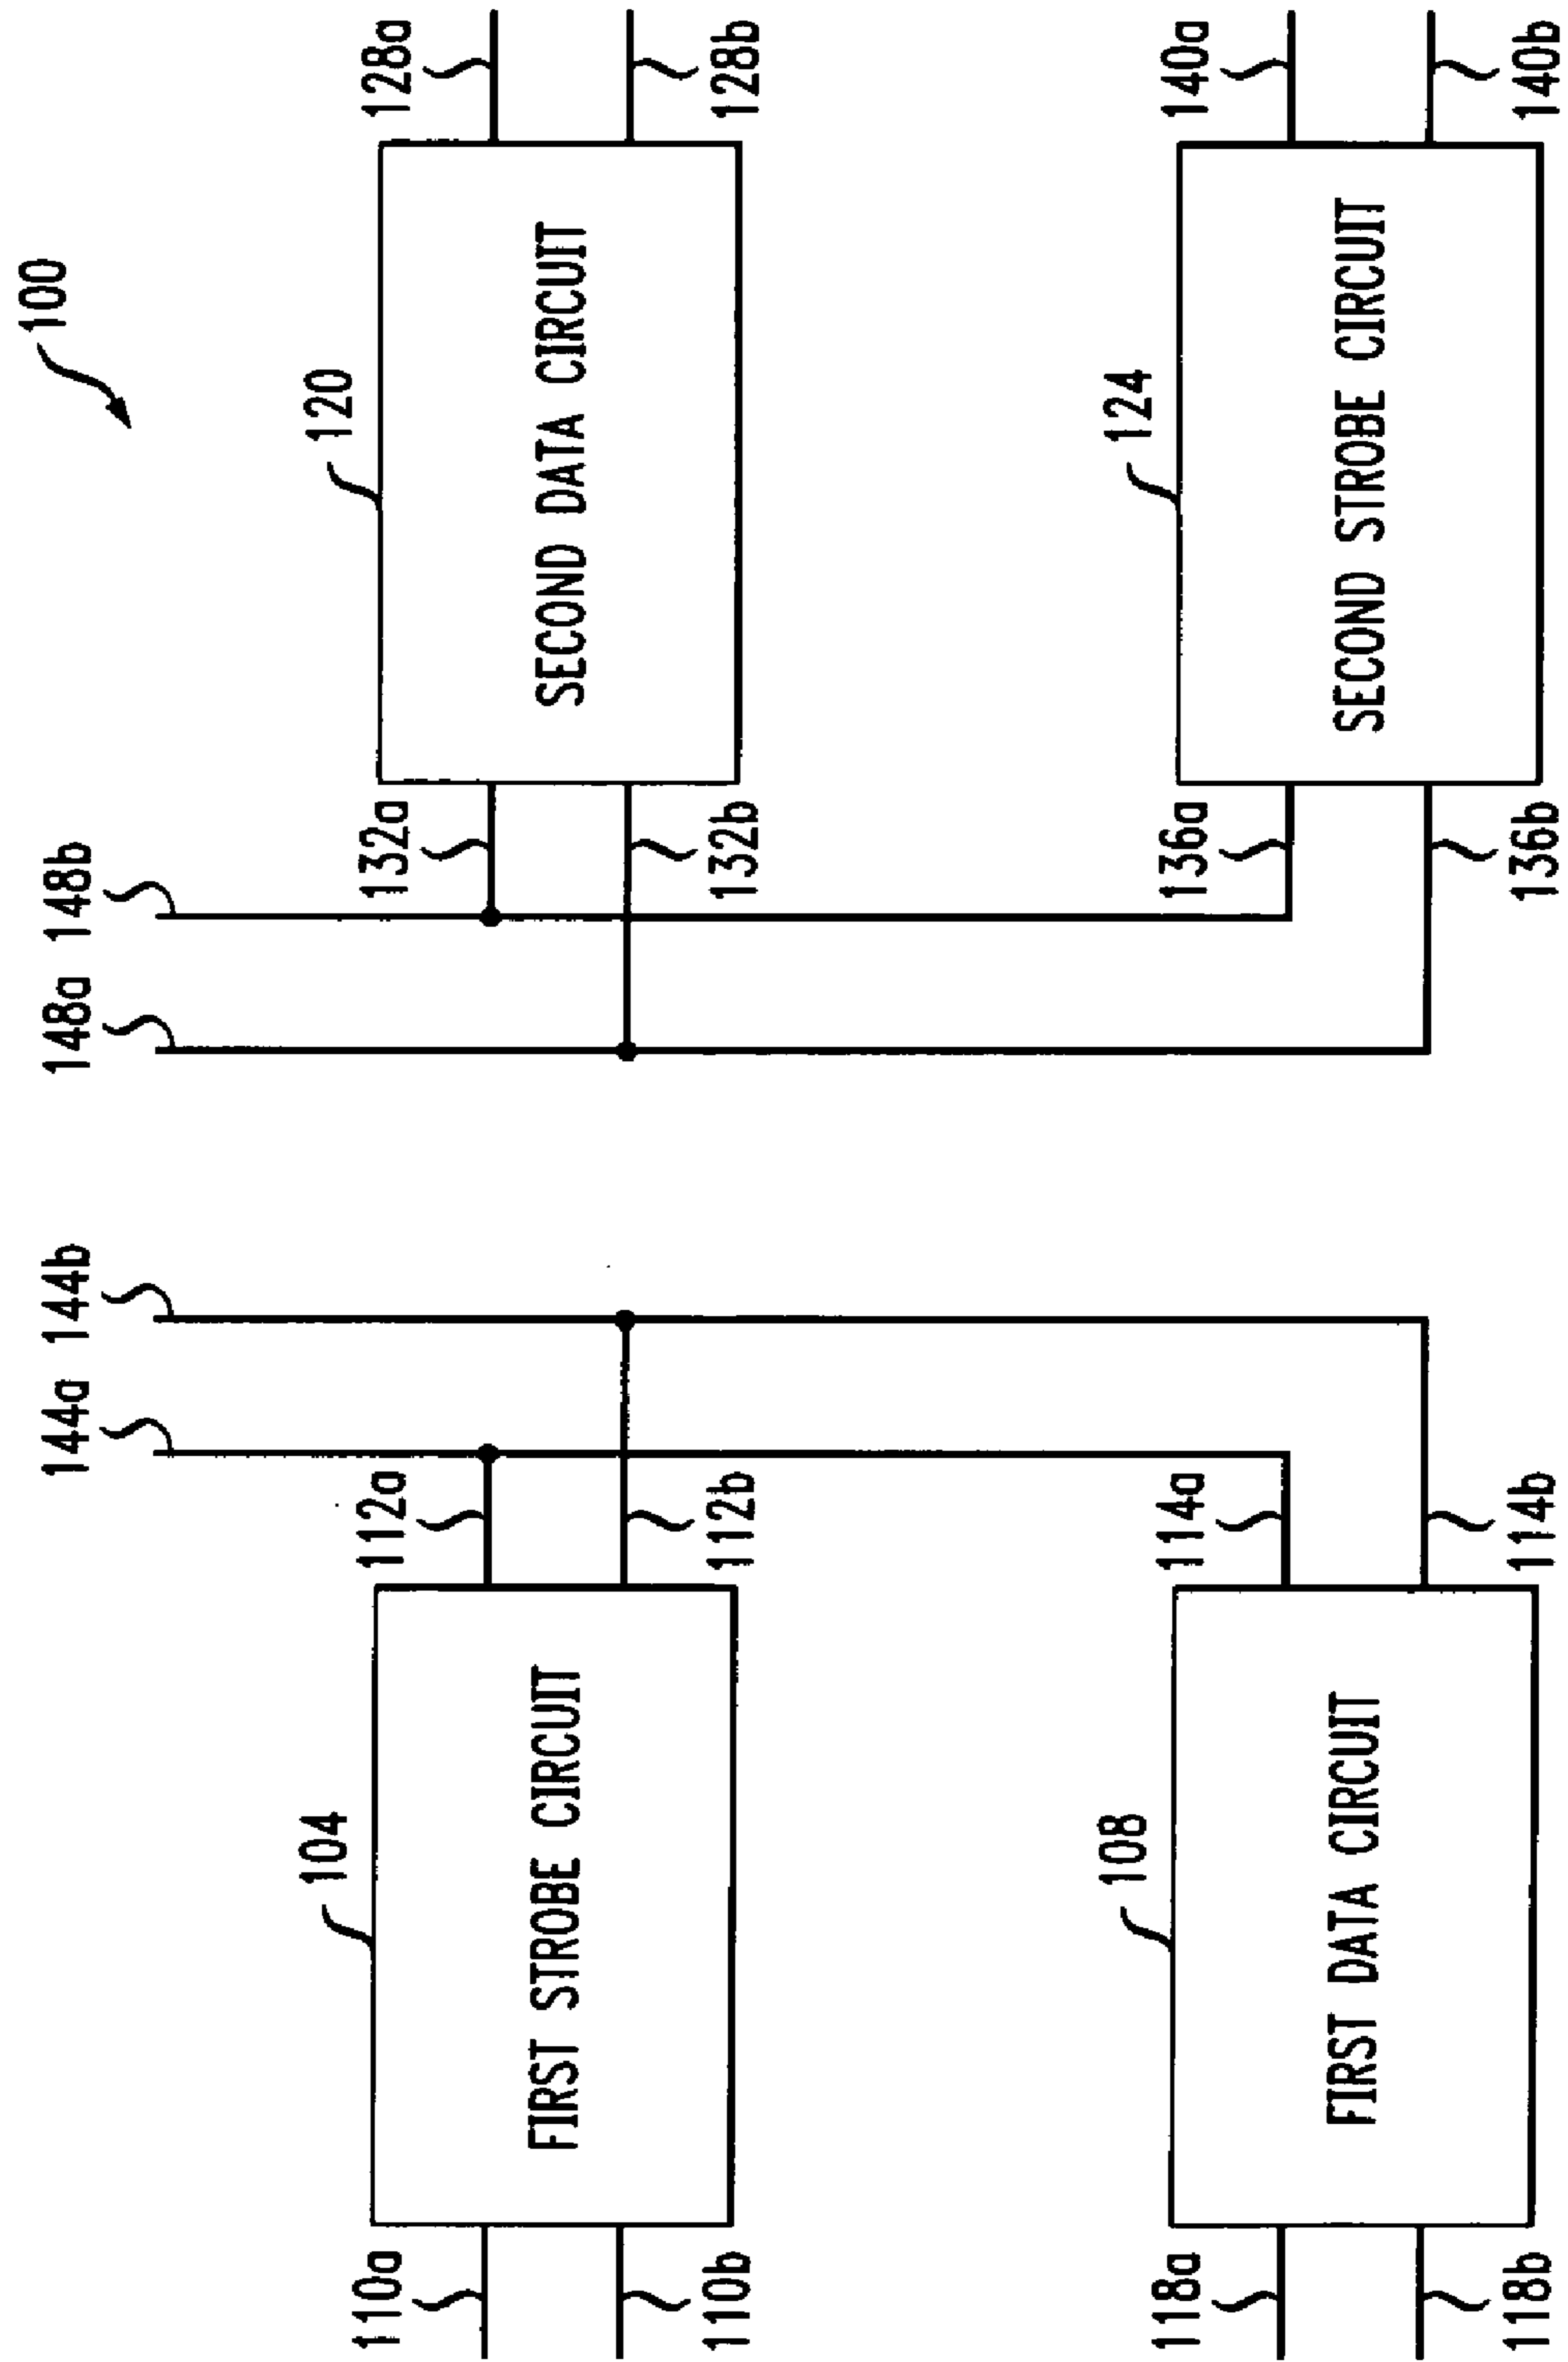 100
144a
144b
148a
148b
104
FIRST STROBE CIRCUIT
110a
110b
112a
112b
120
SECOND DATA CIRCUIT
132a
132b
128a
128b
108
FIRST DATA CIRCUIT
118a
118b
114a
114b
124
SECOND STROBE CIRCUIT
136a
136b
140a
140b